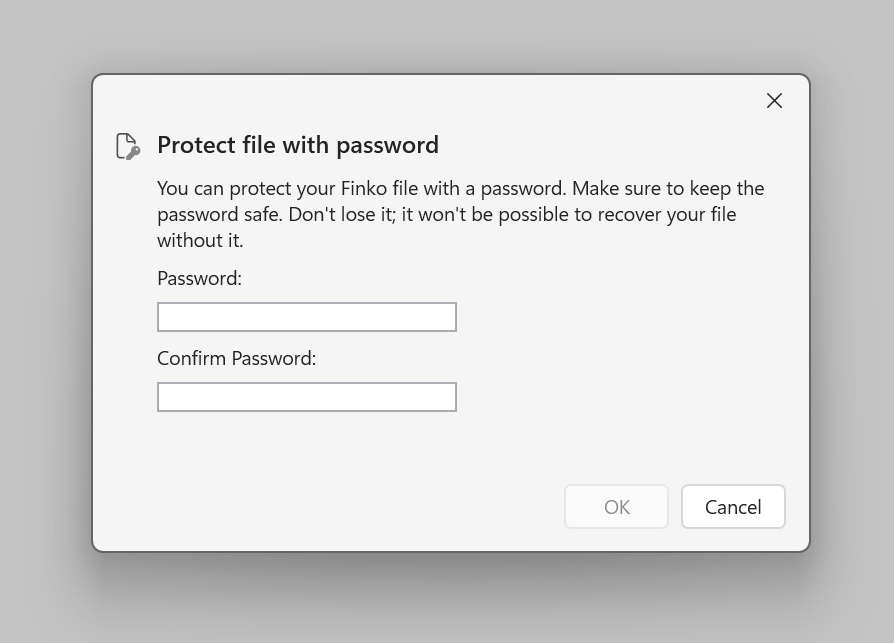 Protect file with password
You can protect your Finko file with a password. Make sure to keep the
password safe. Don't lose it; it won't be possible to recover your file
without it.
Password:
Confirm Password:
OK
Cancel